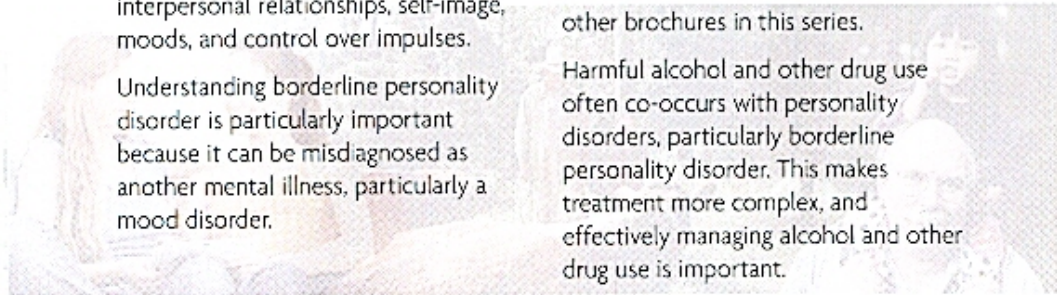 interpersonal relationships, self-image,
moods, and control over impulses.
Understanding borderline personality
disorder is particularly important
because it can be misdiagnosed as
another mental illness, particularly a
mood disorder.
other brochures in this series.
Harmful alcohol and other drug use
often co-occurs with personality
disorders, particularly borderline
personality disorder. This makes
treatment more complex, and
effectively managing alcohol and other
drug use is important.